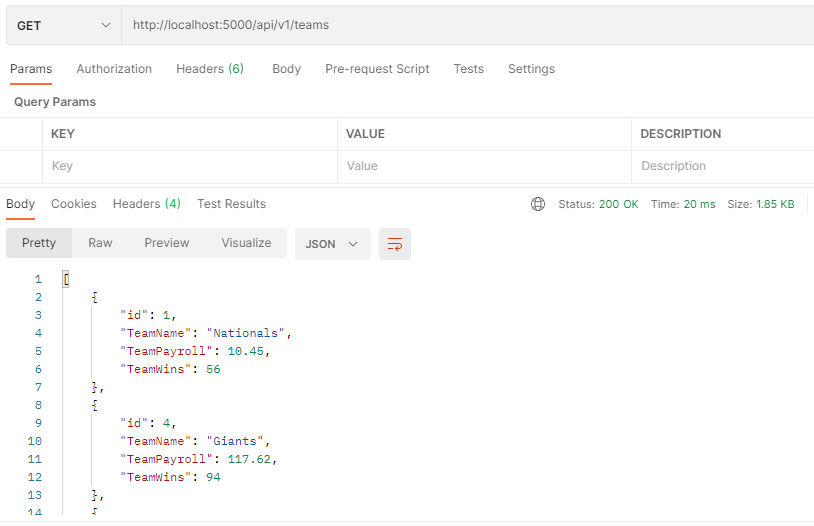 GET http://localhost:5000/api/v1/teams
Params Authorization Headers (6) Body Pre-request Script Tests Settings
Query Params
KEY VALUE DESCRIPTION
Key Value Description
Body Cookies Headers (4) Test Results Status: 200 OK Time: 20 ms Size: 1.85 KB
Pretty Raw Preview Visualize JSON
1 [
2 {
3 "id": 1,
4 "TeamName": "Nationals",
5 "TeamPayroll": 10.45,
6 "TeamWins": 56
7 },
8 {
9 "id": 4,
10 "TeamName": "Giants",
11 "TeamPayroll": 117.62,
12 "TeamWins": 94
13 },
14 {